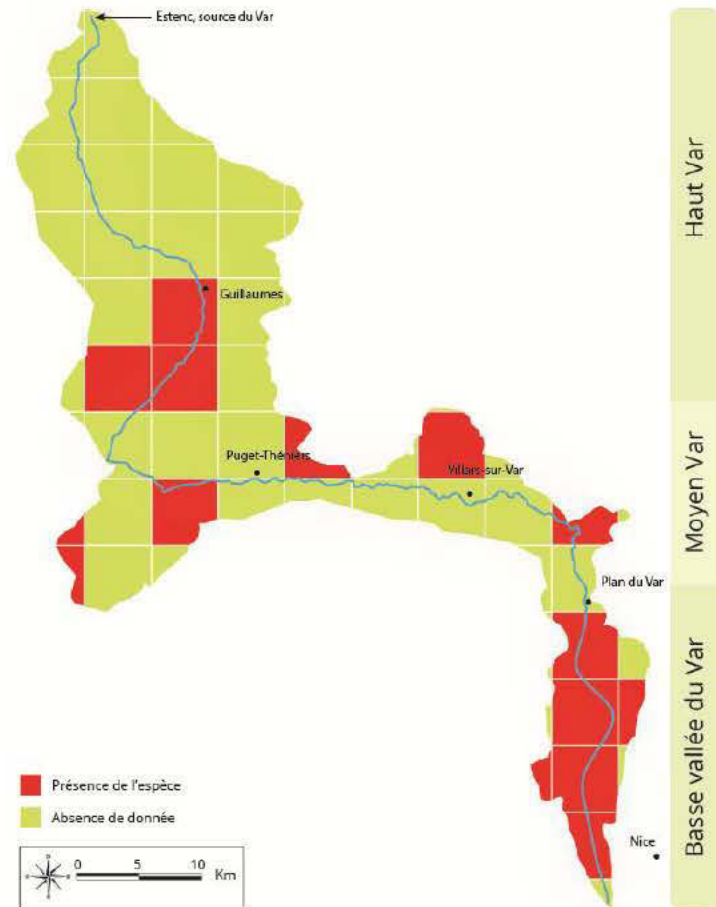 Estenc, source du Var
Haut Var
Guillaumes
Puget-Théniers
Villars-sur-Var
Moyen Var
Plan du Var
Basse vallée du Var
Présence de l'espèce
Absence de donnée
Nice
0 5 10
Km